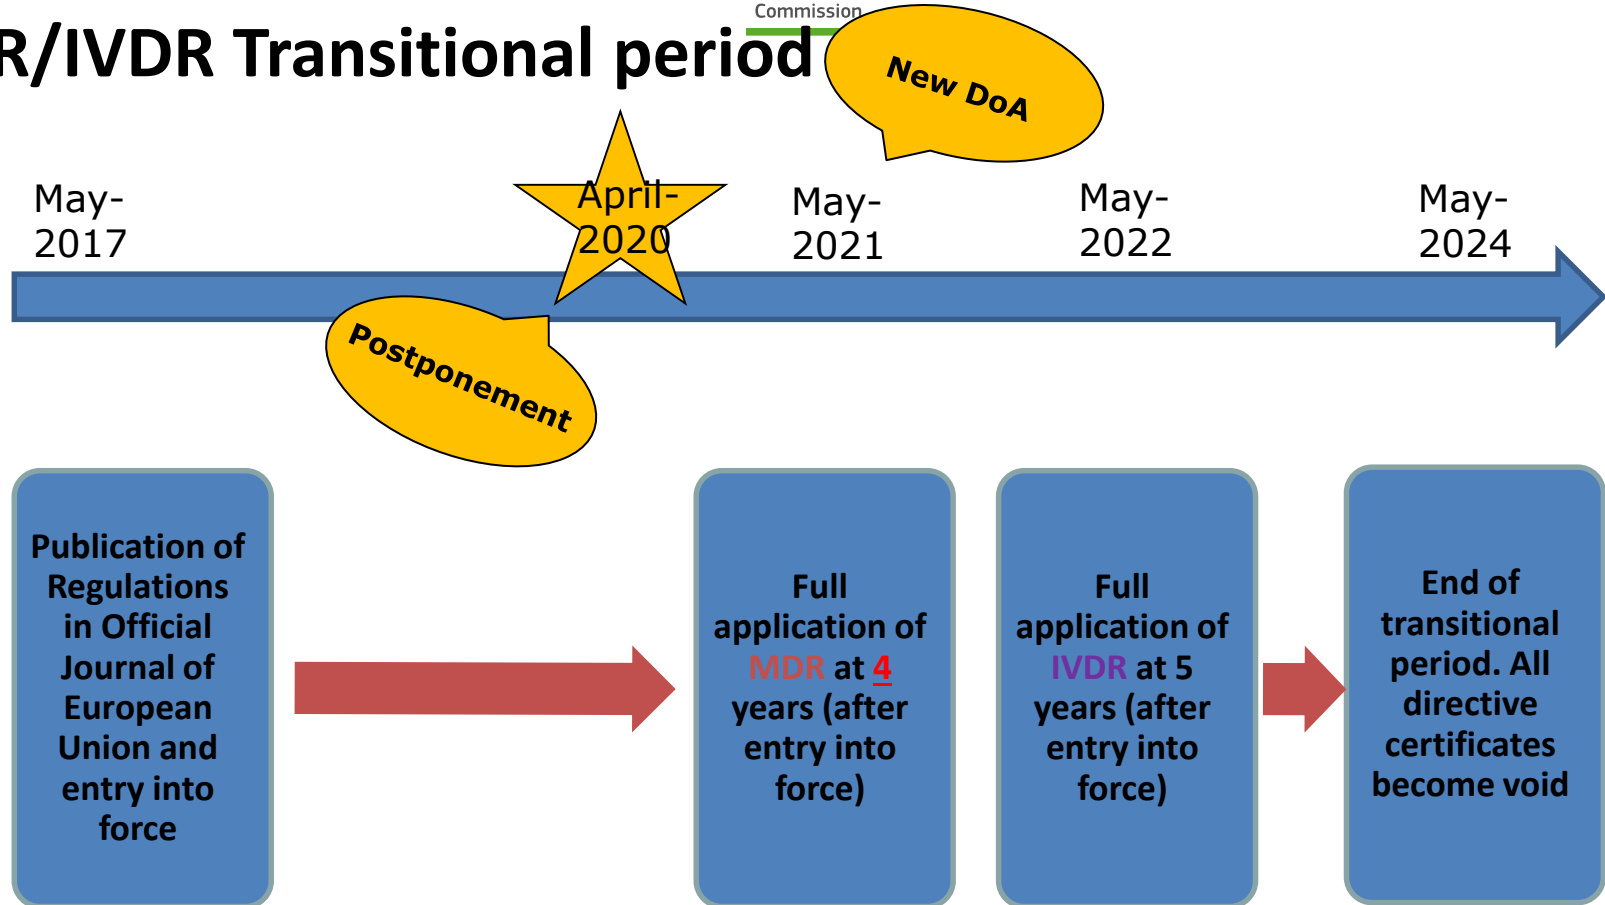 Commission
R/IVDR Transitional period
New DoA
May-
2017
April-
2020
May-
2021
May-
2022
May-
2024
Postponement
Publication of
Regulations
in Official
Journal of
European
Union and
entry into
force
Full
application of
MDR at 4
years (after
entry into
force)
Full
application of
IVDR at 5
years (after
entry into
force)
End of
transitional
period. All
directive
certificates
become void